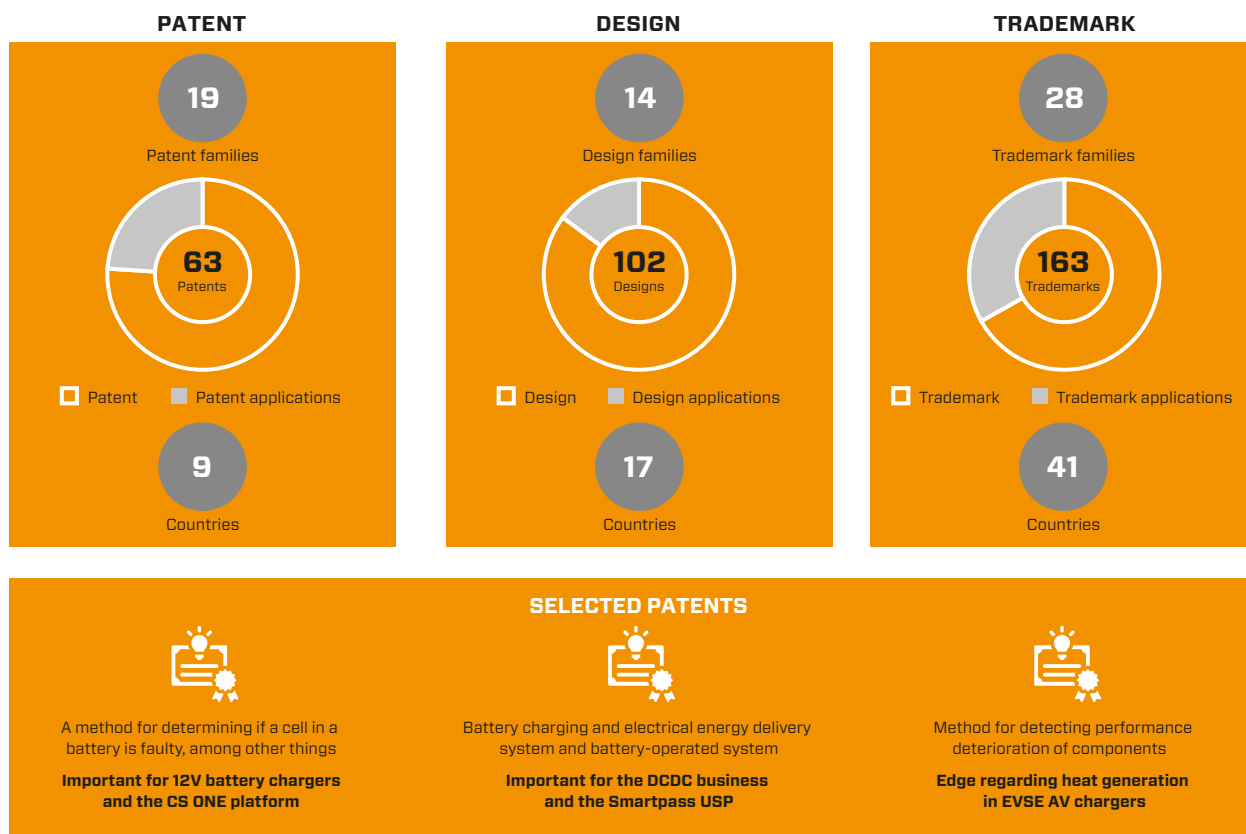 PATENT
19
Patent families
63
Patents
Patent
Patent applications
9
Countries
DESIGN
14
Design families
102
Designs
Design
Design applications
17
Countries
TRADEMARK
28
Trademark families
163
Trademarks
Trademark
Trademark applications
41
Countries
SELECTED PATENTS
A method for determining if a cell in a
battery is faulty, among other things
Important for 12V battery chargers
and the CS ONE platform
Battery charging and electrical energy delivery
system and battery-operated system
Important for the DCDC business
and the Smartpass USP
Method for detecting performance
deterioration of components
Edge regarding heat generation
in EVSE AV chargers